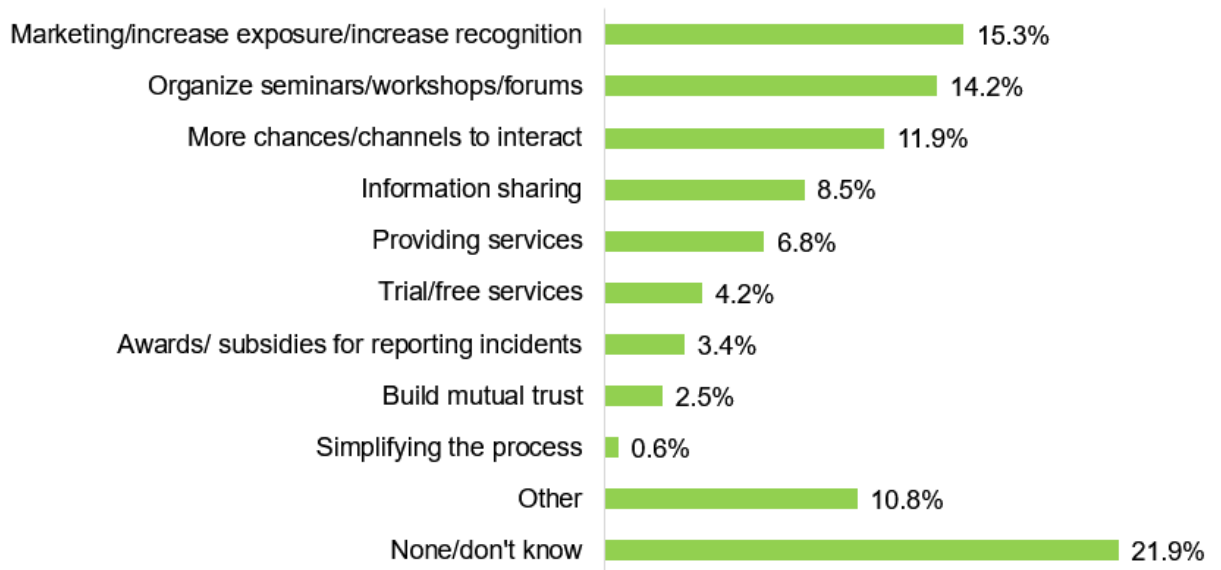 Marketing/increase exposure/increase recognition 15.3%
Organize seminars/workshops/forums 14.2%
More chances/channels to interact 11.9%
Information sharing 8.5%
Providing services 6.8%
Trial/free services 4.2%
Awards/ subsidies for reporting incidents 3.4%
Build mutual trust 2.5%
Simplifying the process 0.6%
Other 10.8%
None/don't know 21.9%